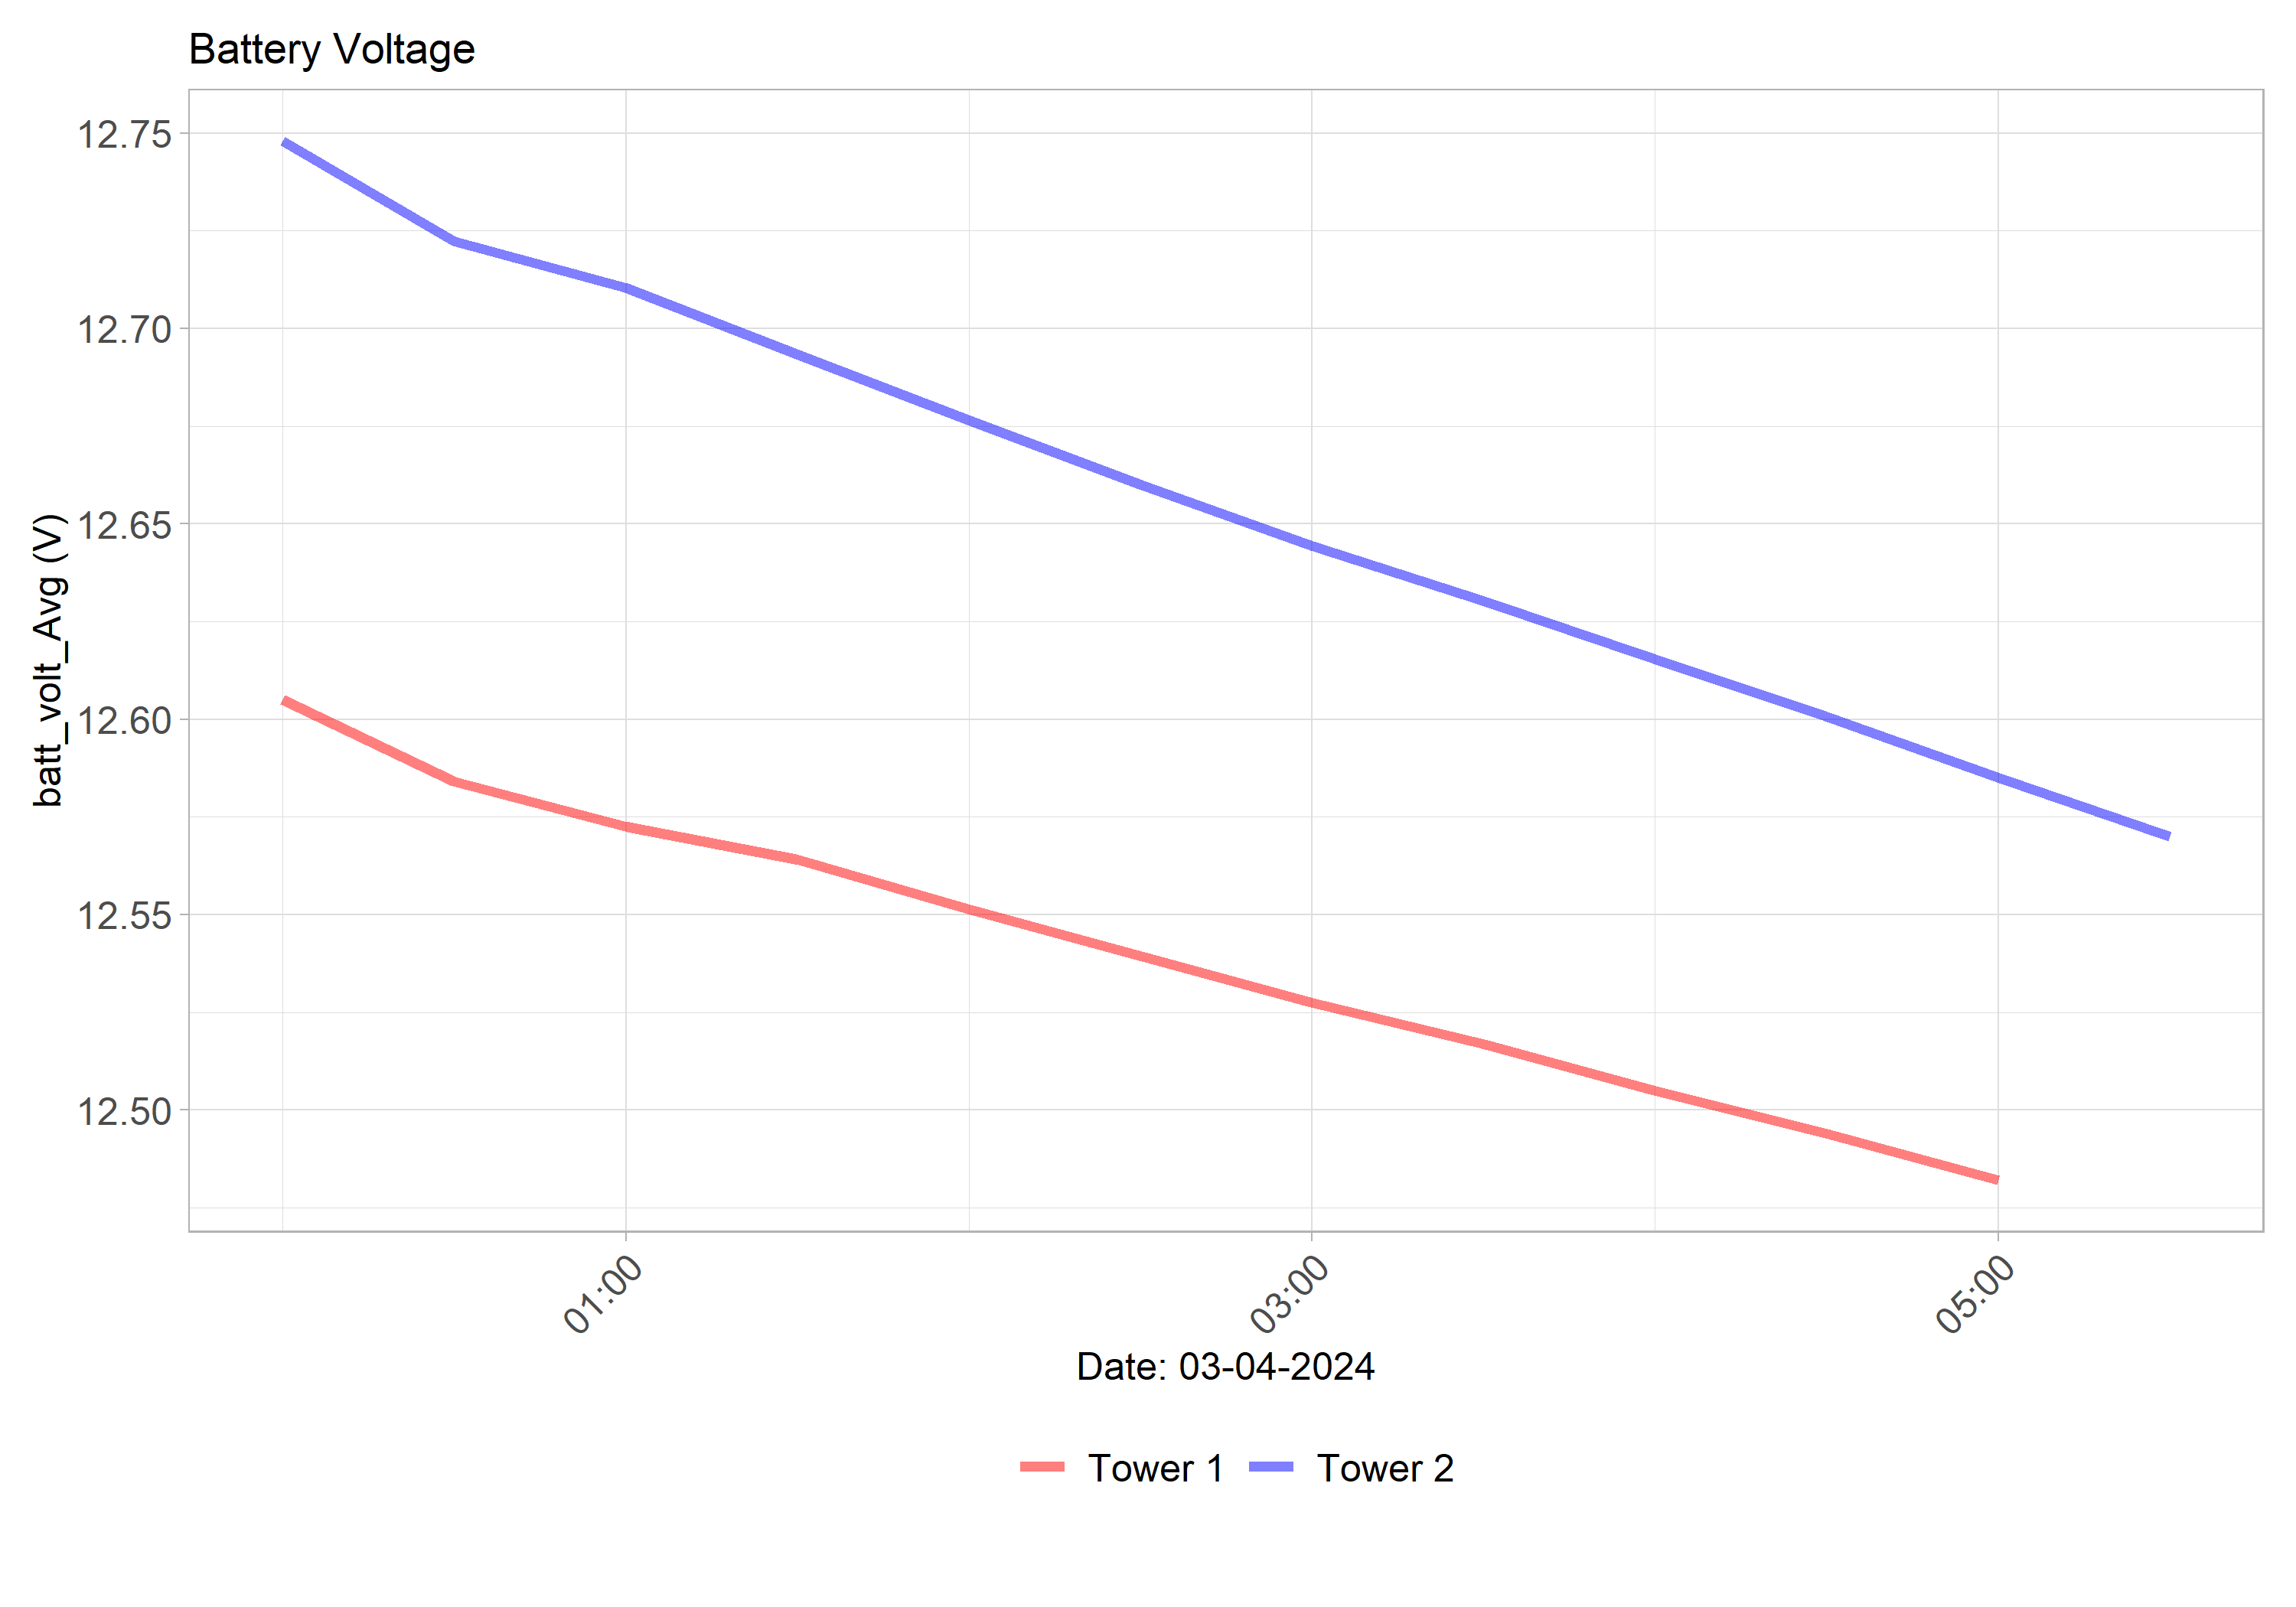 Battery Voltage
12.75
12.70
12.65
12.60
12.55
12.50
batt_volt_Avg (V)
01:00
03:00
05:00
Date: 03-04-2024
Tower 1
Tower 2